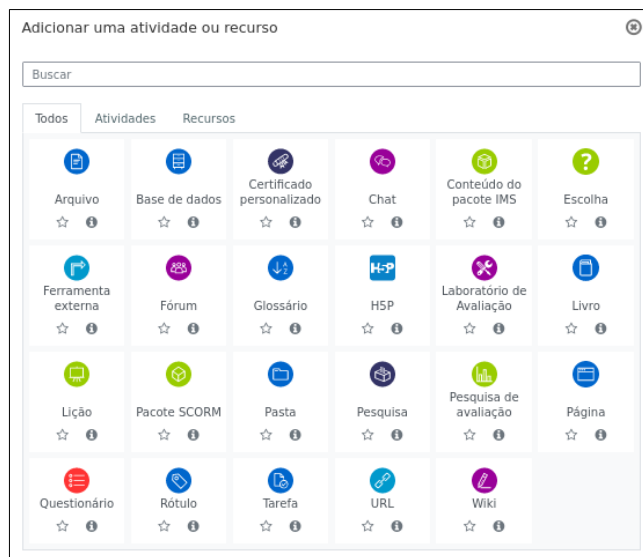 Adicionar uma atividade ou recurso
Buscar
Todos Atividades Recursos
Arquivo
Base de dados
Certificado
personalizado
Chat
Conteúdo do
pacote IMS
Escolha
Ferramenta
externa
Fórum
Glossário
H5P
H5P
Laboratório de
Avaliação
Livro
Lição
Pacote SCORM
Pasta
Pesquisa
Pesquisa de
avaliação
Página
Questionário
Rótulo
Tarefa
URL
Wiki